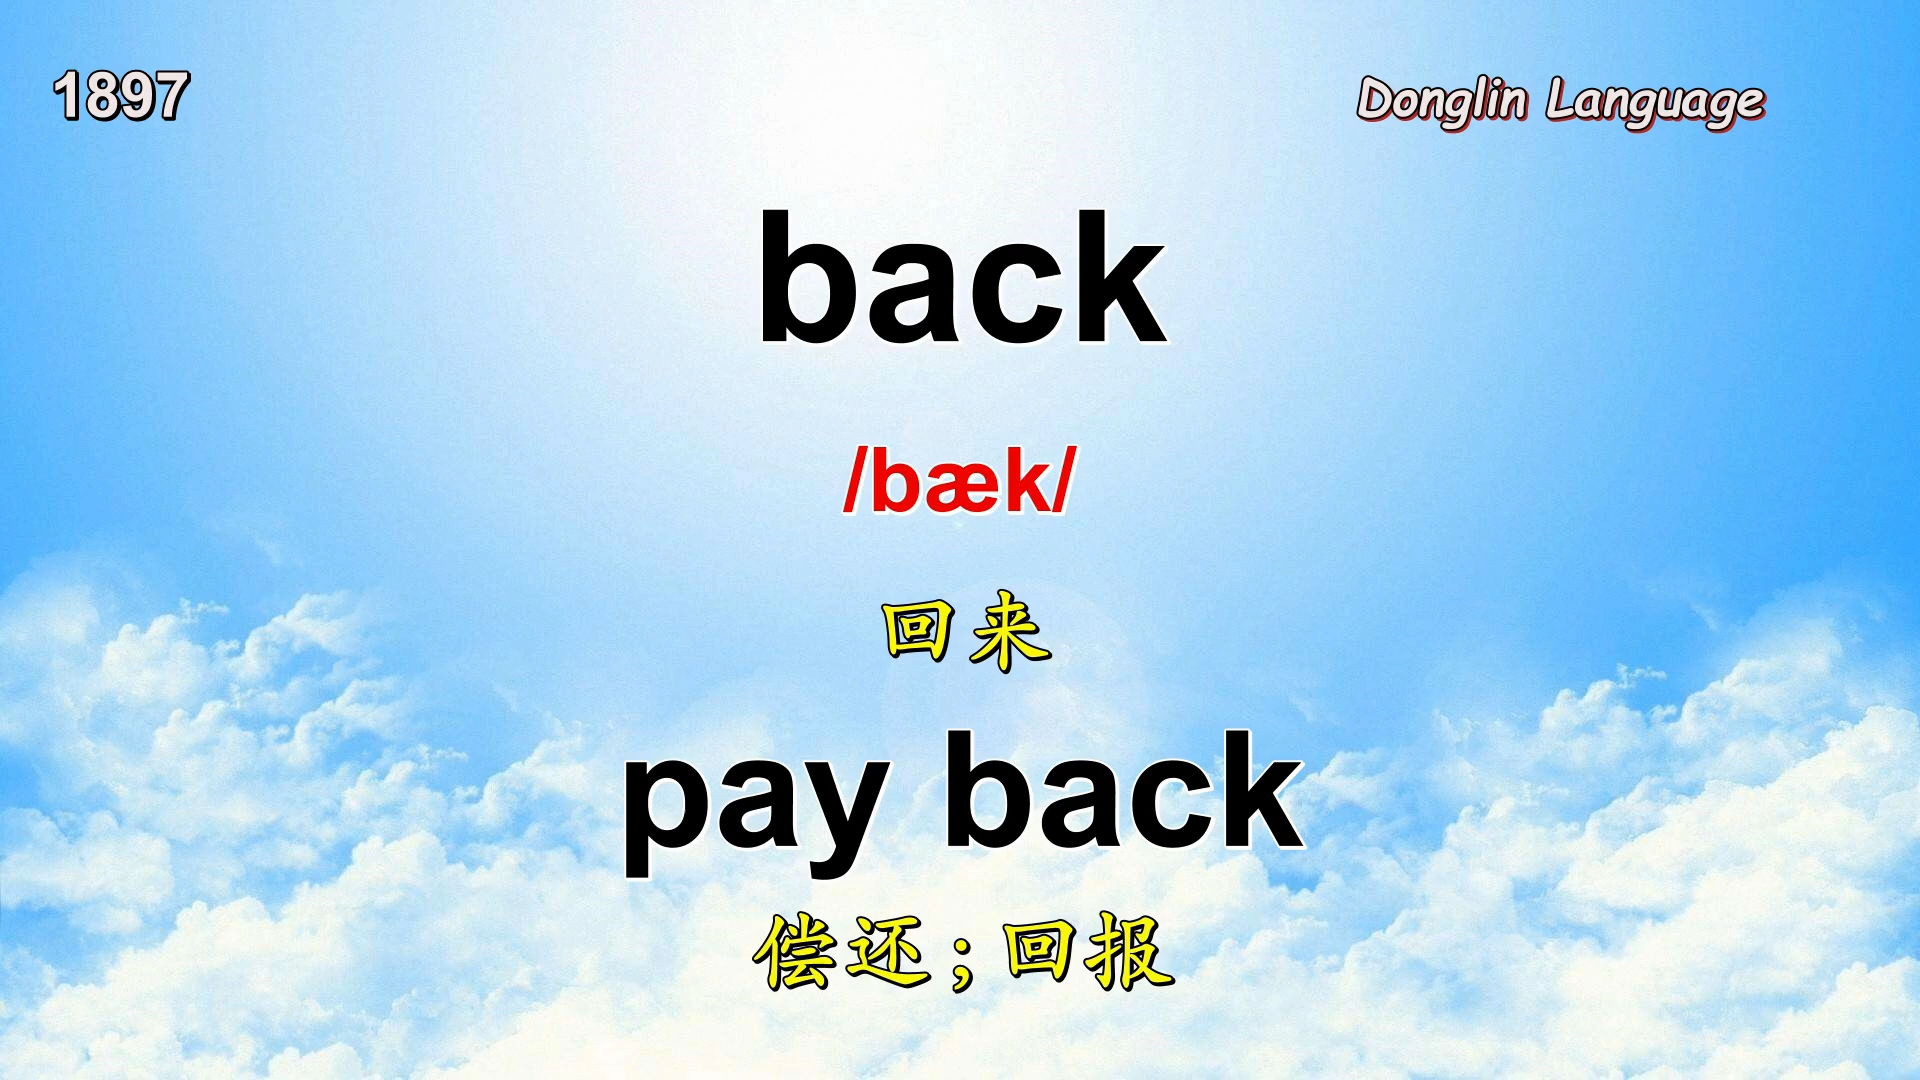 1897
Donglin Language
back
/bæk/
回来
pay back
偿还;回报